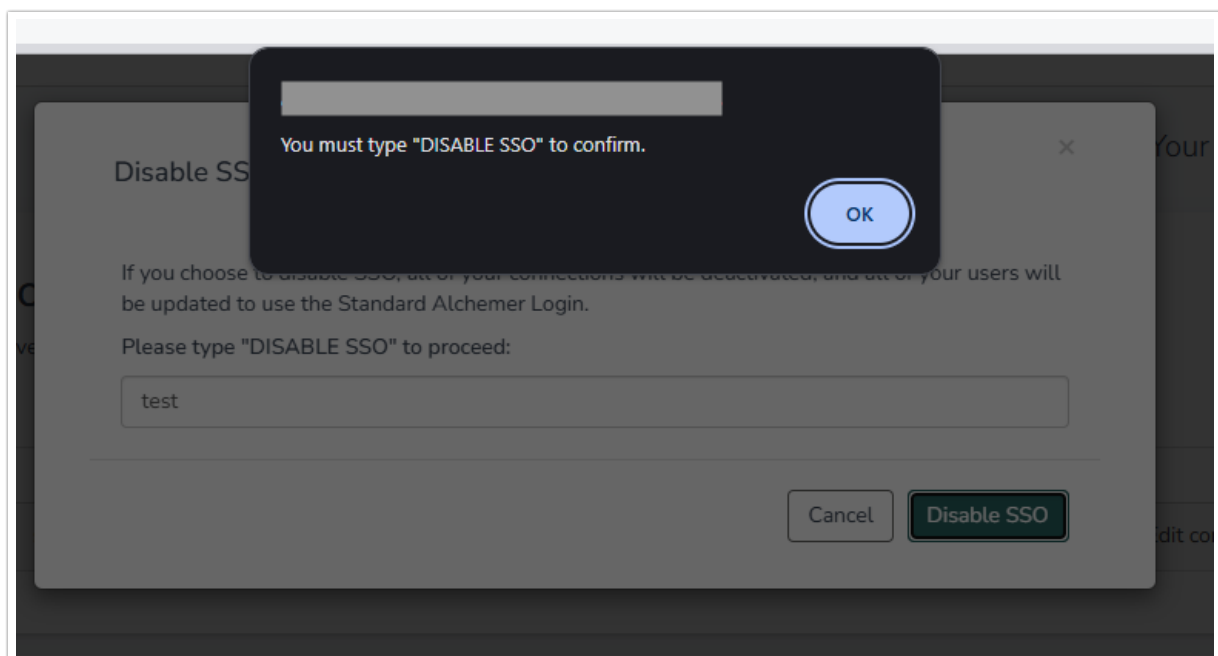 You must type "DISABLE SSO" to confirm.
OK
Your
Disable SS
If you choose to disable SSO, all of your connections will be deactivated, and all of your users will
be updated to use the Standard Alchemer Login.
Please type "DISABLE SSO" to proceed:
test
Cancel
Disable SSO
Edit